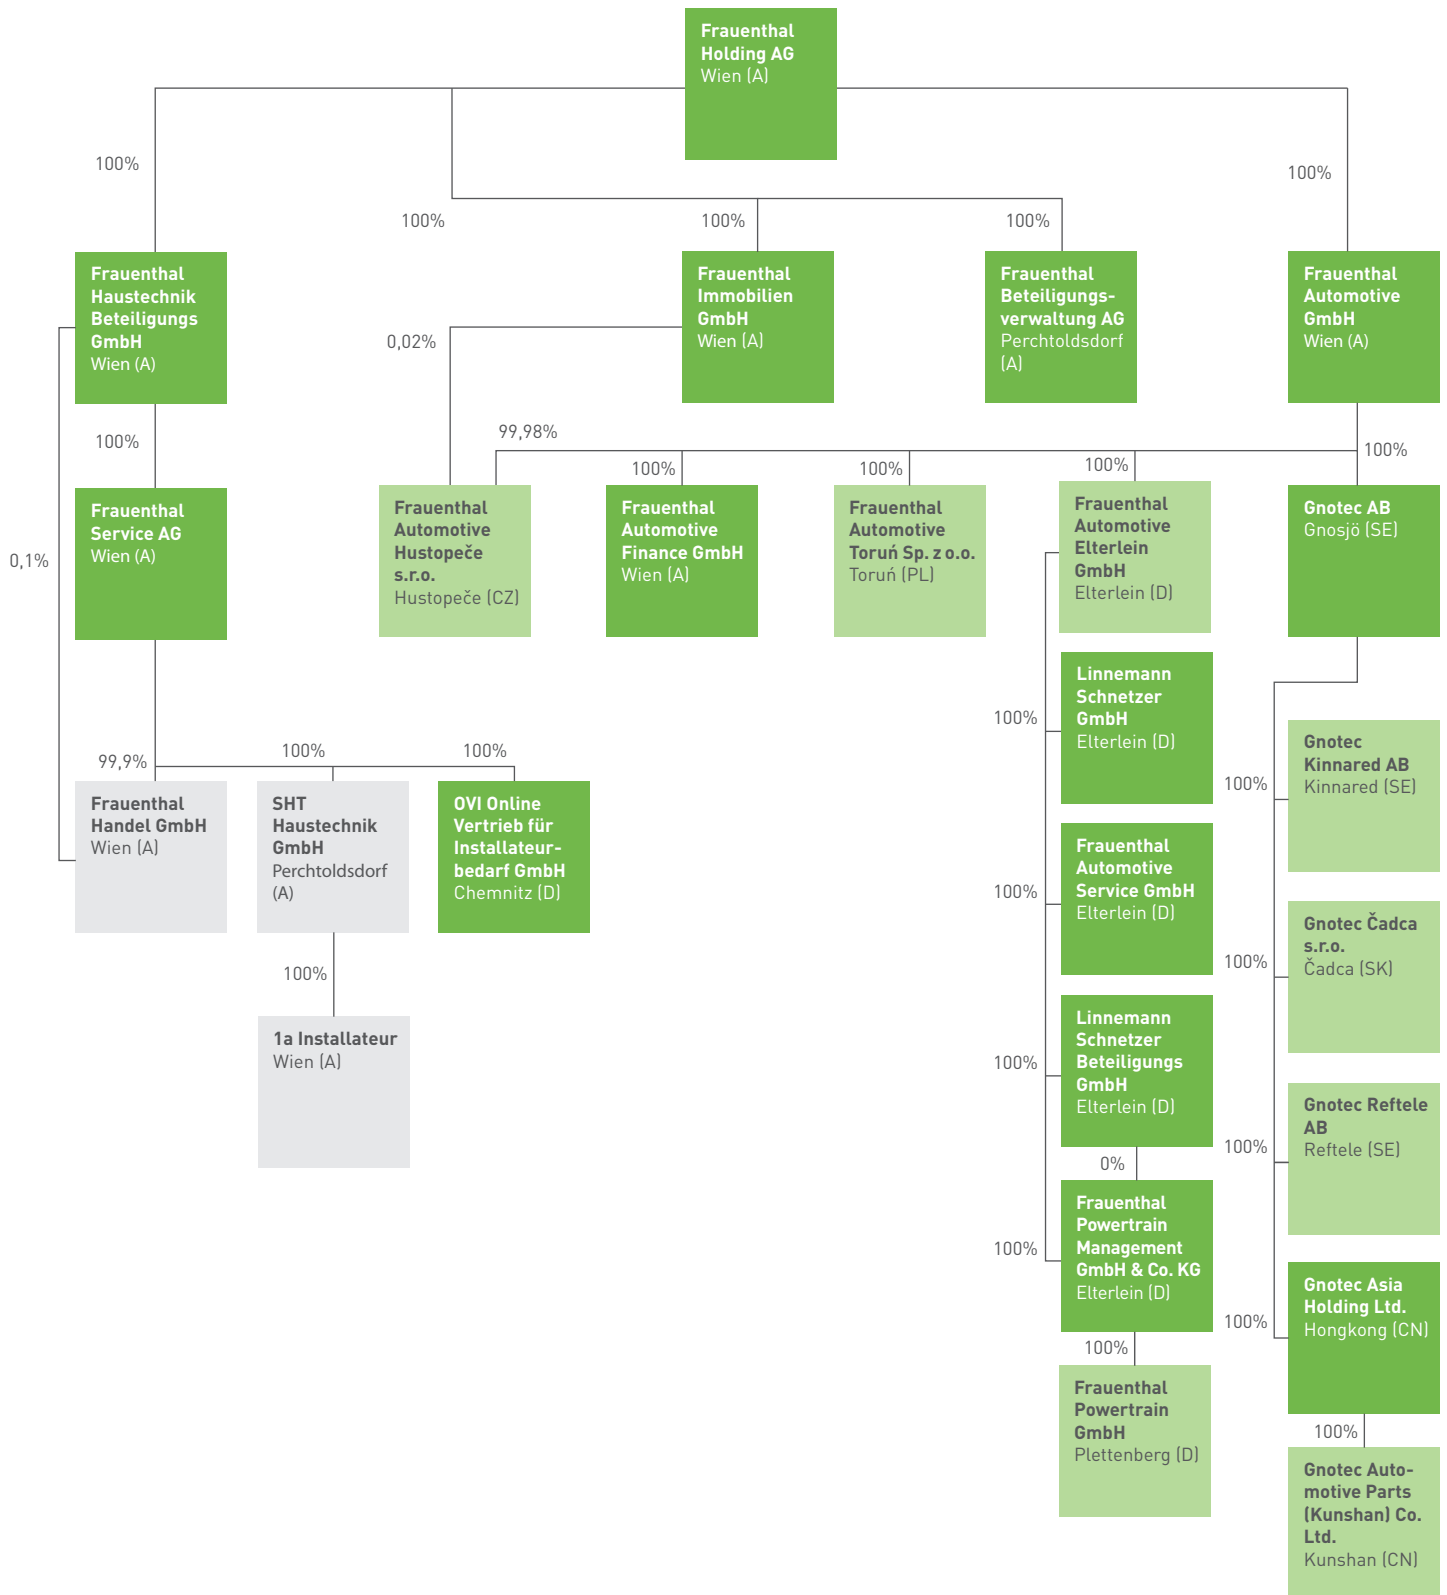 Frauenthal
Holding AG
Wien (A)
100%
100%
100%
100%
100%
Frauenthal
Haustechnik
Beteiligungs
GmbH
Wien (A)
Frauenthal
Immobilien
GmbH
Wien (A)
Frauenthal
Beteiligungs-
verwaltung AG
Perchtoldsdorf
(A)
Frauenthal
Automotive
GmbH
Wien (A)
0,02%
100%
99,98%
100%
100%
100%
100%
0,1%
Frauenthal
Service AG
Wien (A)
Frauenthal
Automotive
Hustopeče
s.r.o.
Hustopeče (CZ)
Frauenthal
Automotive
Finance GmbH
Wien (A)
Frauenthal
Automotive
Toruń Sp. z o.o.
Toruń (PL)
Frauenthal
Automotive
Elterlein
GmbH
Elterlein (D)
Gnotec AB
Gnosjö (SE)
99,9%
100%
100%
Frauenthal
Handel GmbH
Wien (A)
SHT
Haustechnik
GmbH
Perchtoldsdorf
(A)
OVI Online
Vertrieb für
Installateur-
bedarf GmbH
Chemnitz (D)
100%
1a Installateur
Wien (A)
100%
Linnemann
Schnetzer
GmbH
Elterlein (D)
100%
Frauenthal
Automotive
Service GmbH
Elterlein (D)
100%
Linnemann
Schnetzer
Beteiligungs
GmbH
Elterlein (D)
0%
100%
Frauenthal
Powertrain
Management
GmbH & Co. KG
Elterlein (D)
100%
Frauenthal
Powertrain
GmbH
Plettenberg (D)
100%
Gnotec
Kinnared AB
Kinnared (SE)
100%
Gnotec Čadca
s.r.o.
Čadca (SK)
100%
Gnotec Reftele
AB
Reftele (SE)
100%
Gnotec Asia
Holding Ltd.
Hongkong (CN)
100%
Gnotec Auto-
motive Parts
(Kunshan) Co.
Ltd.
Kunshan (CN)